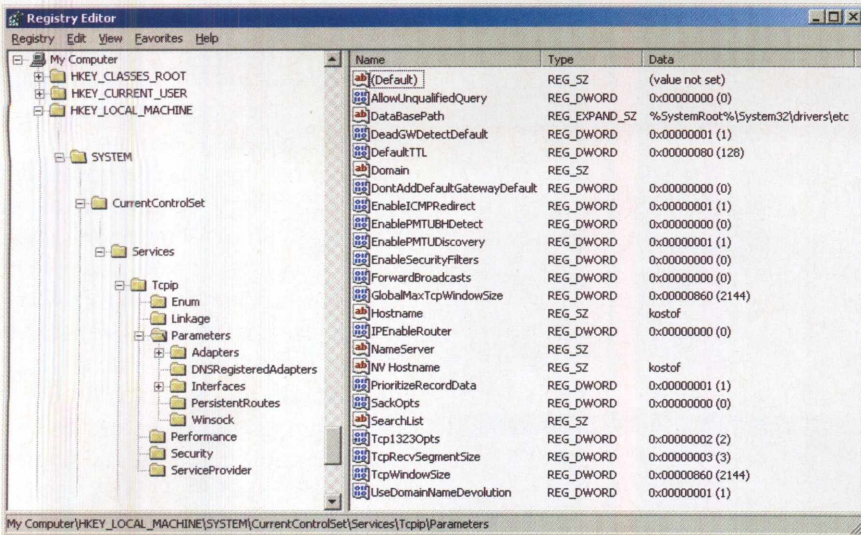 Registry Editor
Registry Edit View Favorites Help
My Computer
HKEY_CLASSES_ROOT
HKEY_CURRENT_USER
HKEY_LOCAL_MACHINE
SYSTEM
CurrentControlSet
Services
Tcpip
Enum
Linkage
Parameters
Adapters
DNSRegisteredAdapters
Interfaces
PersistentRoutes
Winsock
Performance
Security
ServiceProvider
Name Type Data
(Default) REG_SZ (value not set)
AllowUnqualifiedQuery REG_DWORD 0x00000000 (0)
DataBasePath REG_EXPAND_SZ %SystemRoot%\System32\drivers\etc
DeadGWDetectDefault REG_DWORD 0x00000001 (1)
DefaultTTL REG_DWORD 0x00000080 (128)
Domain REG_SZ
DontAddDefaultGatewayDefault REG_DWORD 0x00000000 (0)
EnableICMPRedirect REG_DWORD 0x00000001 (1)
EnablePMTUBHDetect REG_DWORD 0x00000000 (0)
EnablePMTUDiscovery REG_DWORD 0x00000001 (1)
EnableSecurityFilters REG_DWORD 0x00000000 (0)
ForwardBroadcasts REG_DWORD 0x00000000 (0)
GlobalMaxTcpWindowSize REG_DWORD 0x00000860 (2144)
Hostname REG_SZ kostof
IPEnableRouter REG_DWORD 0x00000000 (0)
NameServer REG_SZ
NV Hostname REG_SZ kostof
PrioritizeRecordData REG_DWORD 0x00000001 (1)
SackOpts REG_DWORD 0x00000000 (0)
SearchList REG_SZ
Tcp1323Opts REG_DWORD 0x00000002 (2)
TcpRecvSegmentSize REG_DWORD 0x00000003 (3)
TcpWindowSize REG_DWORD 0x00000860 (2144)
UseDomainNameDevolution REG_DWORD 0x00000001 (1)
My Computer\HKEY_LOCAL_MACHINE\SYSTEM\CurrentControlSet\Services\Tcpip\Parameters